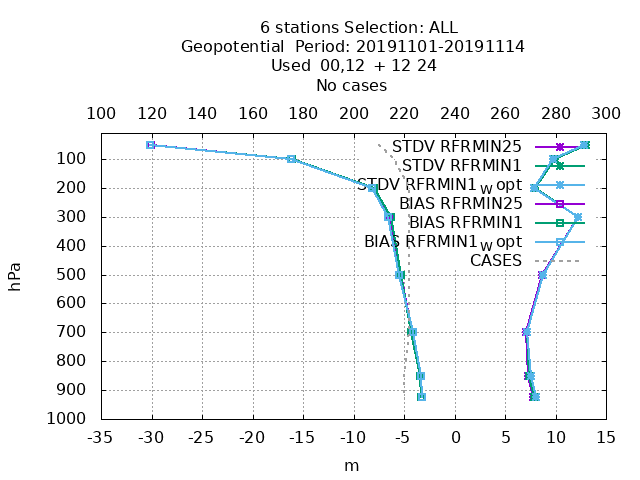 6 stations Selection: ALL
Geopotential  Period: 20191101-20191114
Used  00,12  + 12 24
No cases
100 120 140 160 180 200 220 240 260 280 300
STDV RFRMIN25
STDV RFRMIN1
STDV RFRMIN1_w opt
BIAS RFRMIN25
BIAS RFRMIN1
BIAS RFRMIN1_w opt
CASES
hPa
100
200
300
400
500
600
700
800
900
1000
-35 -30 -25 -20 -15 -10 -5 0 5 10 15
m